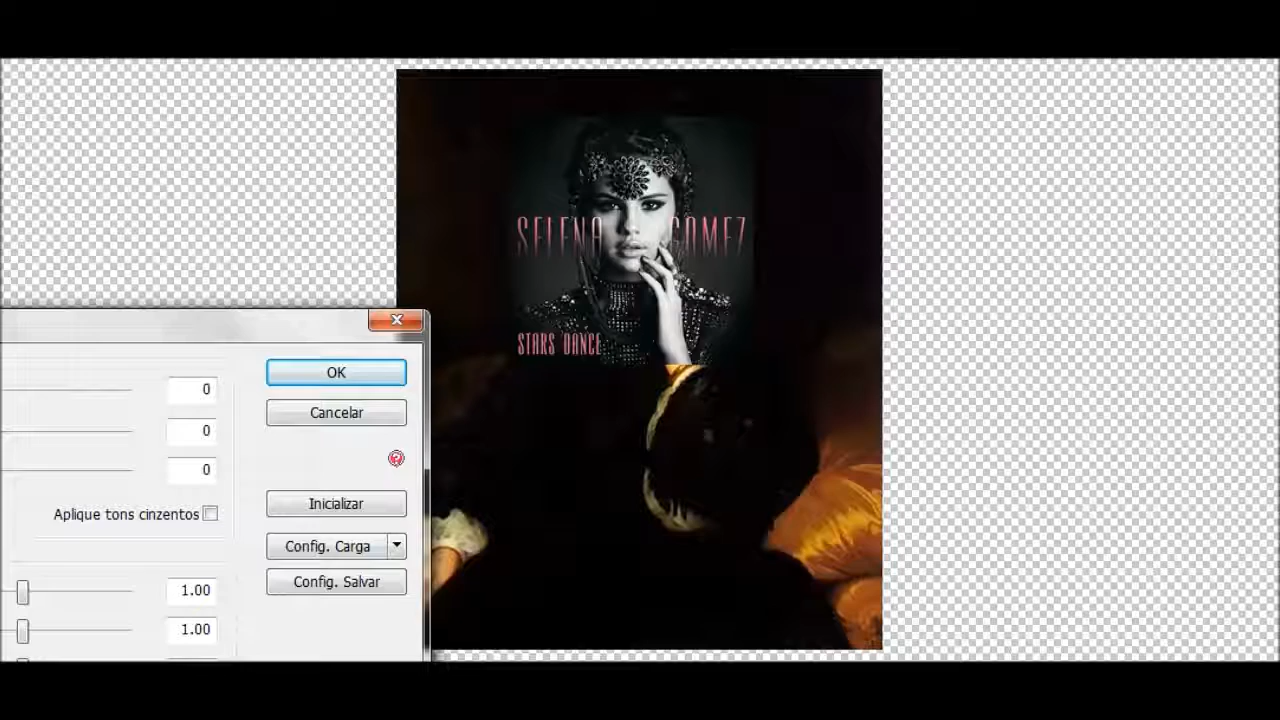 SELENA GOMEZ
STARS DANCE
OK
0
Cancelar
0
0
Inicializar
Aplique tons cinzentos
Config. Carga
Config. Salvar
1.00
1.00